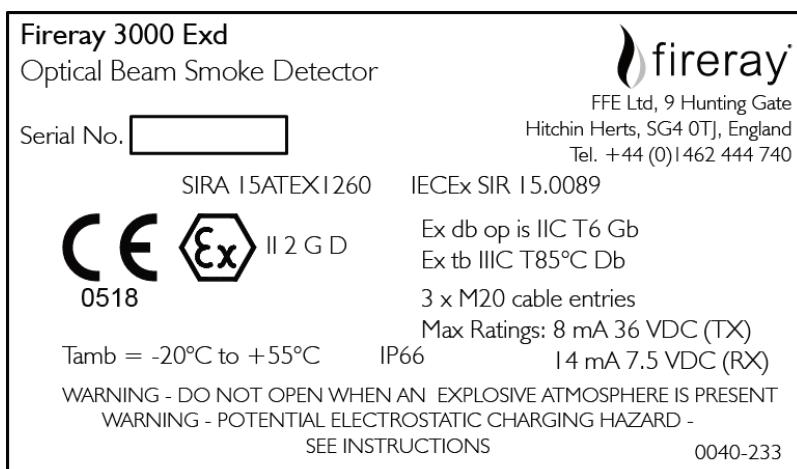 Fireray 3000 Exd
Optical Beam Smoke Detector
fireray
FFE Ltd, 9 Hunting Gate
Hitchin Herts, SG4 0TJ, England
Tel. +44 (0)1462 444 740
Serial No.
SIRA 15ATEX1260 IECEx SIR 15.0089
CE Ex II 2 G D
0518
Ex db op is IIC T6 Gb
Ex tb IIIC T85°C Db
3 x M20 cable entries
Max Ratings: 8 mA 36 VDC (TX)
14 mA 7.5 VDC (RX)
Tamb = -20°C to +55°C IP66
WARNING - DO NOT OPEN WHEN AN EXPLOSIVE ATMOSPHERE IS PRESENT
WARNING - POTENTIAL ELECTROSTATIC CHARGING HAZARD -
SEE INSTRUCTIONS
0040-233